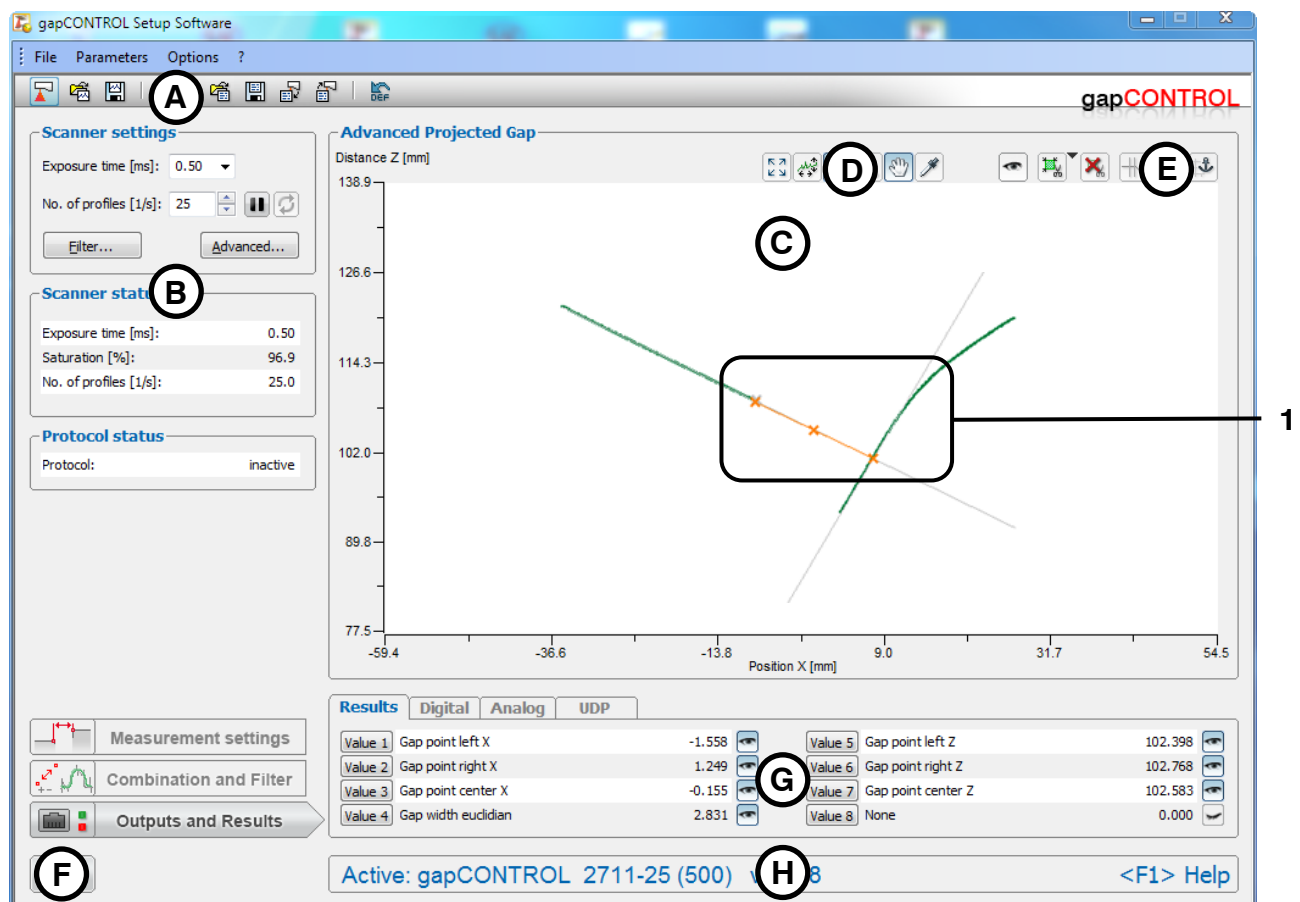 gapCONTROL Setup Software
File Parameters Options ?
A
DEF
gapCONTROL
Scanner settings
Exposure time [ms]: 0.50
No. of profiles [1/s]: 25
Filter... Advanced...
B
Scanner stat
Exposure time [ms]: 0.50
Saturation [%]: 96.9
No. of profiles [1/s]: 25.0
Protocol status
Protocol: inactive
Advanced Projected Gap
Distance Z [mm]
D
E
C
138.9
126.6
114.3
102.0
89.8
77.5
1
-59.4 -36.6 -13.8 9.0 31.7 54.5
Position X [mm]
Measurement settings
Combination and Filter
Outputs and Results
F
Results Digital Analog UDP
Value 1 Gap point left X -1.558 Value 5 Gap point left Z 102.398
Value 2 Gap point right X 1.249 Value 6 Gap point right Z 102.768
Value 3 Gap point center X -0.155 Value 7 Gap point center Z 102.583
Value 4 Gap width euclidian 2.831 Value 8 None 0.000
G
Active: gapCONTROL 2711-25 (500) v 8 <F1> Help
H